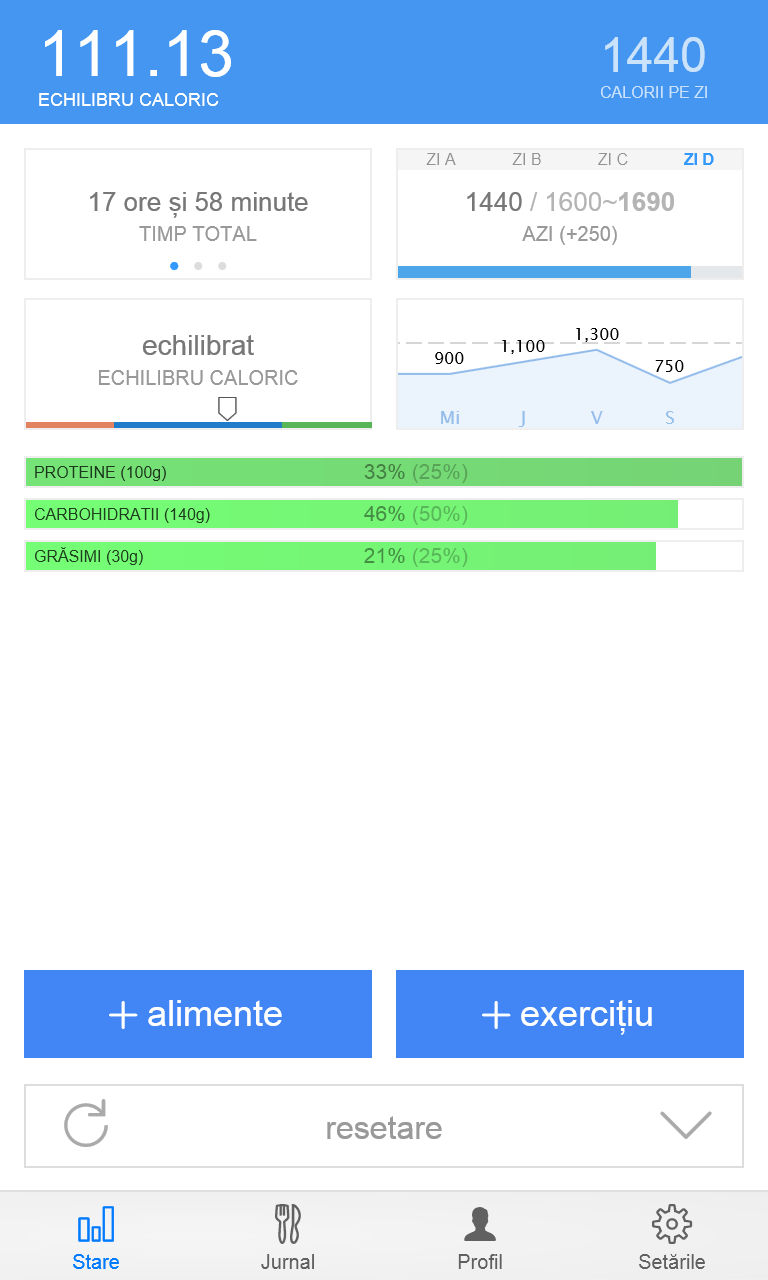 111.13
ECHILIBRU CALORIC
1440
CALORII PE ZI
17 ore și 58 minute
TIMP TOTAL
ZI A ZI B ZI C ZI D
1440 / 1600~1690
AZI (+250)
echilibrat
ECHILIBRU CALORIC
900 1,100 1,300 750
Mi J V S
PROTEINE (100g) 33% (25%)
CARBOHIDRATII (140g) 46% (50%)
GRĂSIMI (30g) 21% (25%)
+ alimente
+ exercițiu
resetare
Stare Jurnal Profil Setările